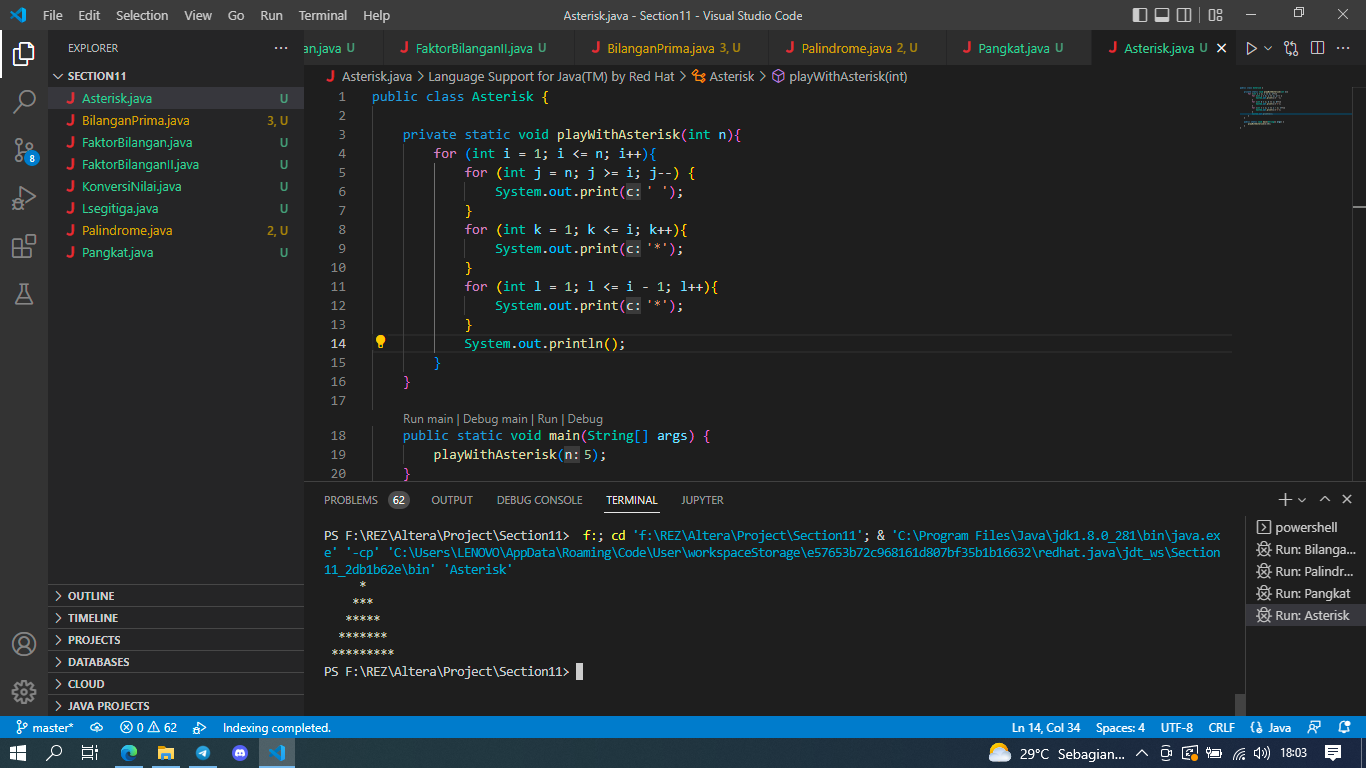 File Edit Selection View Go Run Terminal Help
Asterisk.java - Section11 - Visual Studio Code
EXPLORER
SECTION11
Asterisk.java U
BilanganPrima.java 3, U
FaktorBilangan.java U
FaktorBilanganII.java U
KonversiNilai.java U
Lsegitiga.java U
Palindrome.java 2, U
Pangkat.java U
8
OUTLINE
TIMELINE
PROJECTS
DATABASES
CLOUD
JAVA PROJECTS
an.java U
FaktorBilanganII.java U
BilanganPrima.java 3, U
Palindrome.java 2, U
Pangkat.java U
Asterisk.java U
Asterisk.java > Language Support for Java(TM) by Red Hat > Asterisk > playWithAsterisk(int)
1 public class Asterisk {
2
3 private static void playWithAsterisk(int n){
4 for (int i = 1; i <= n; i++){
5 for (int j = n; j >= i; j--) {
6 System.out.print(c:' ');
7 }
8 for (int k = 1; k <= i; k++){
9 System.out.print(c:'*');
10 }
11 for (int l = 1; l <= i - 1; l++){
12 System.out.print(c:'*');
13 }
14 System.out.println();
15 }
16 }
17
Run main | Debug main | Run | Debug
18 public static void main(String[] args) {
19 playWithAsterisk(n:5);
20 }
PROBLEMS 62 OUTPUT DEBUG CONSOLE TERMINAL JUPYTER
PS F:\REZ\Altera\Project\Section11> f:; cd 'f:\REZ\Altera\Project\Section11'; & 'C:\Program Files\Java\jdk1.8.0_281\bin\java.ex
e' '-cp' 'C:\Users\LENOVO\AppData\Roaming\Code\User\workspaceStorage\e57653b72c968161d807bf35b1b16632\redhat.java\jdt_ws\Section
11_2db1b62e\bin' 'Asterisk'
*
***
*****
*******
*********
PS F:\REZ\Altera\Project\Section11>
powershell
Run: Bilanga...
Run: Palindr...
Run: Pangkat
Run: Asterisk
master* 0 62 Indexing completed.
Ln 14, Col 34 Spaces: 4 UTF-8 CRLF {} Java
29°C Sebagian... 18:03